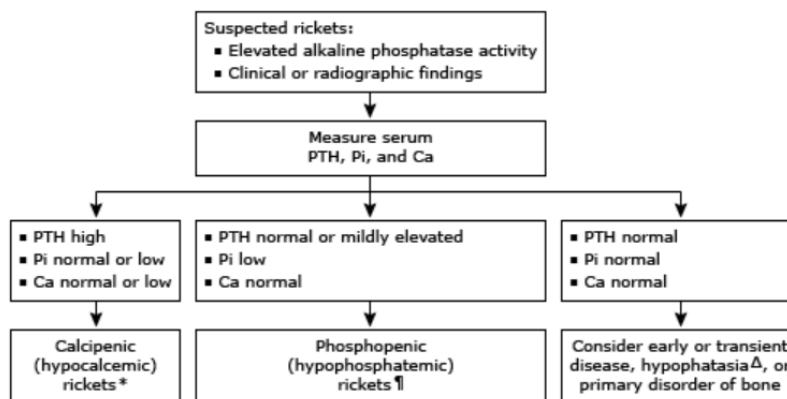 Suspected rickets:
▪ Elevated alkaline phosphatase activity
▪ Clinical or radiographic findings
Measure serum
PTH, Pi, and Ca
▪ PTH high
▪ Pi normal or low
▪ Ca normal or low
▪ PTH normal or mildly elevated
▪ Pi low
▪ Ca normal
▪ PTH normal
▪ Pi normal
▪ Ca normal
Calcipenic
(hypocalcemic)
rickets*
Phosphopenic
(hypophosphatemic)
rickets¶
Consider early or transient
disease, hypophatasiaΔ, or
primary disorder of bone